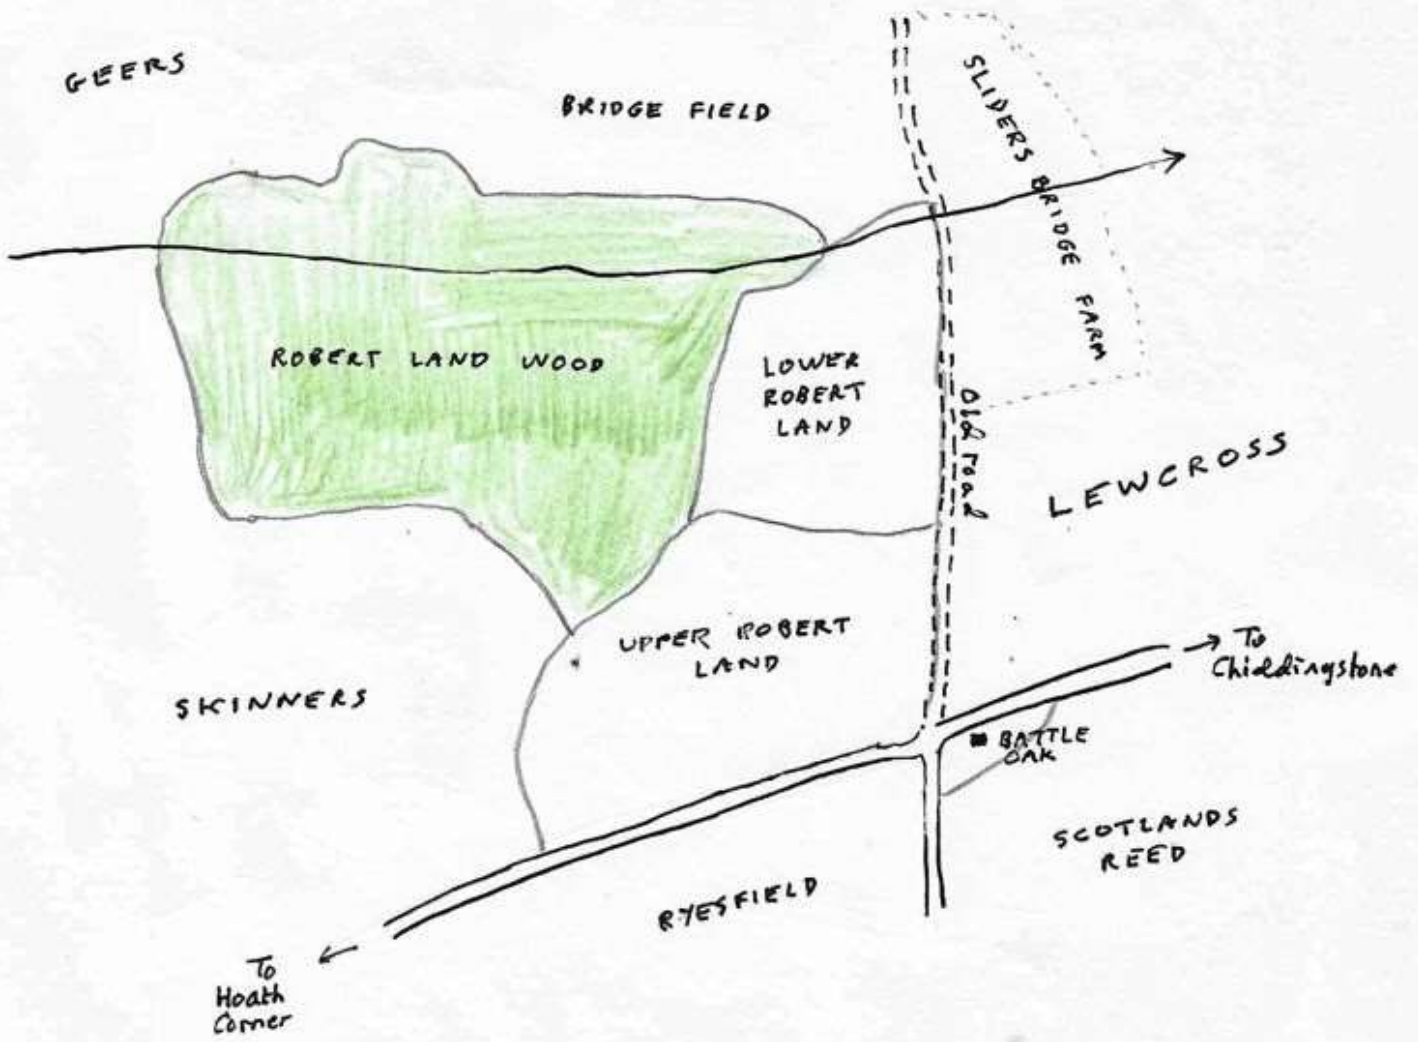 GEERS
BRIDGE FIELD
SLIDERS BRIDGE FARM
ROBERT LAND WOOD
LOWER
ROBERT
LAND
Old road
LEWCROSS
UPPER ROBERT
LAND
To
Chiddingstone
SKINNERS
BATTLE
OAK
SCOTLANDS
REED
RYESFIELD
To
Hoath
Corner